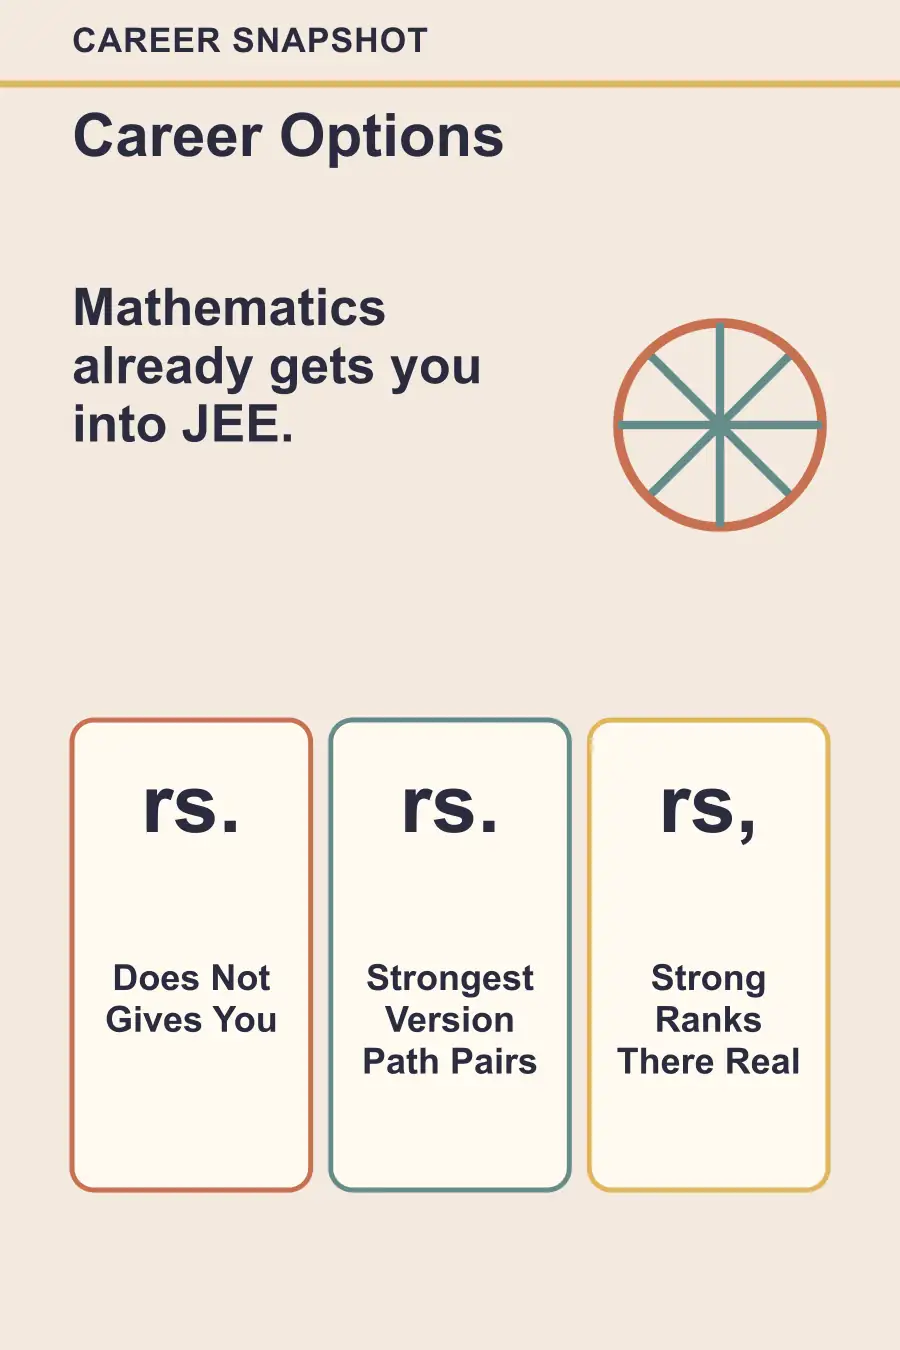 CAREER SNAPSHOT
Career Options
Mathematics
already gets you
into JEE.
rs.
Does Not
Gives You
rs.
Strongest
Version
Path Pairs
rs,
Strong
Ranks
There Real